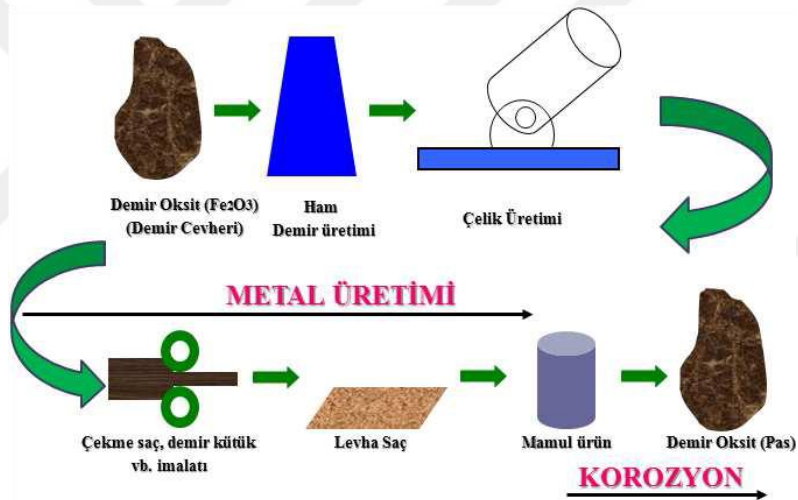 Demir Oksit (Fe2O3)
(Demir Cevheri)
Ham
Demir üretimi
Çelik Üretimi
METAL ÜRETİMİ
Çekme saç, demir kütük
vb. imalatı
Levha Saç
Mamul ürün
Demir Oksit (Pas)
KOROZYON